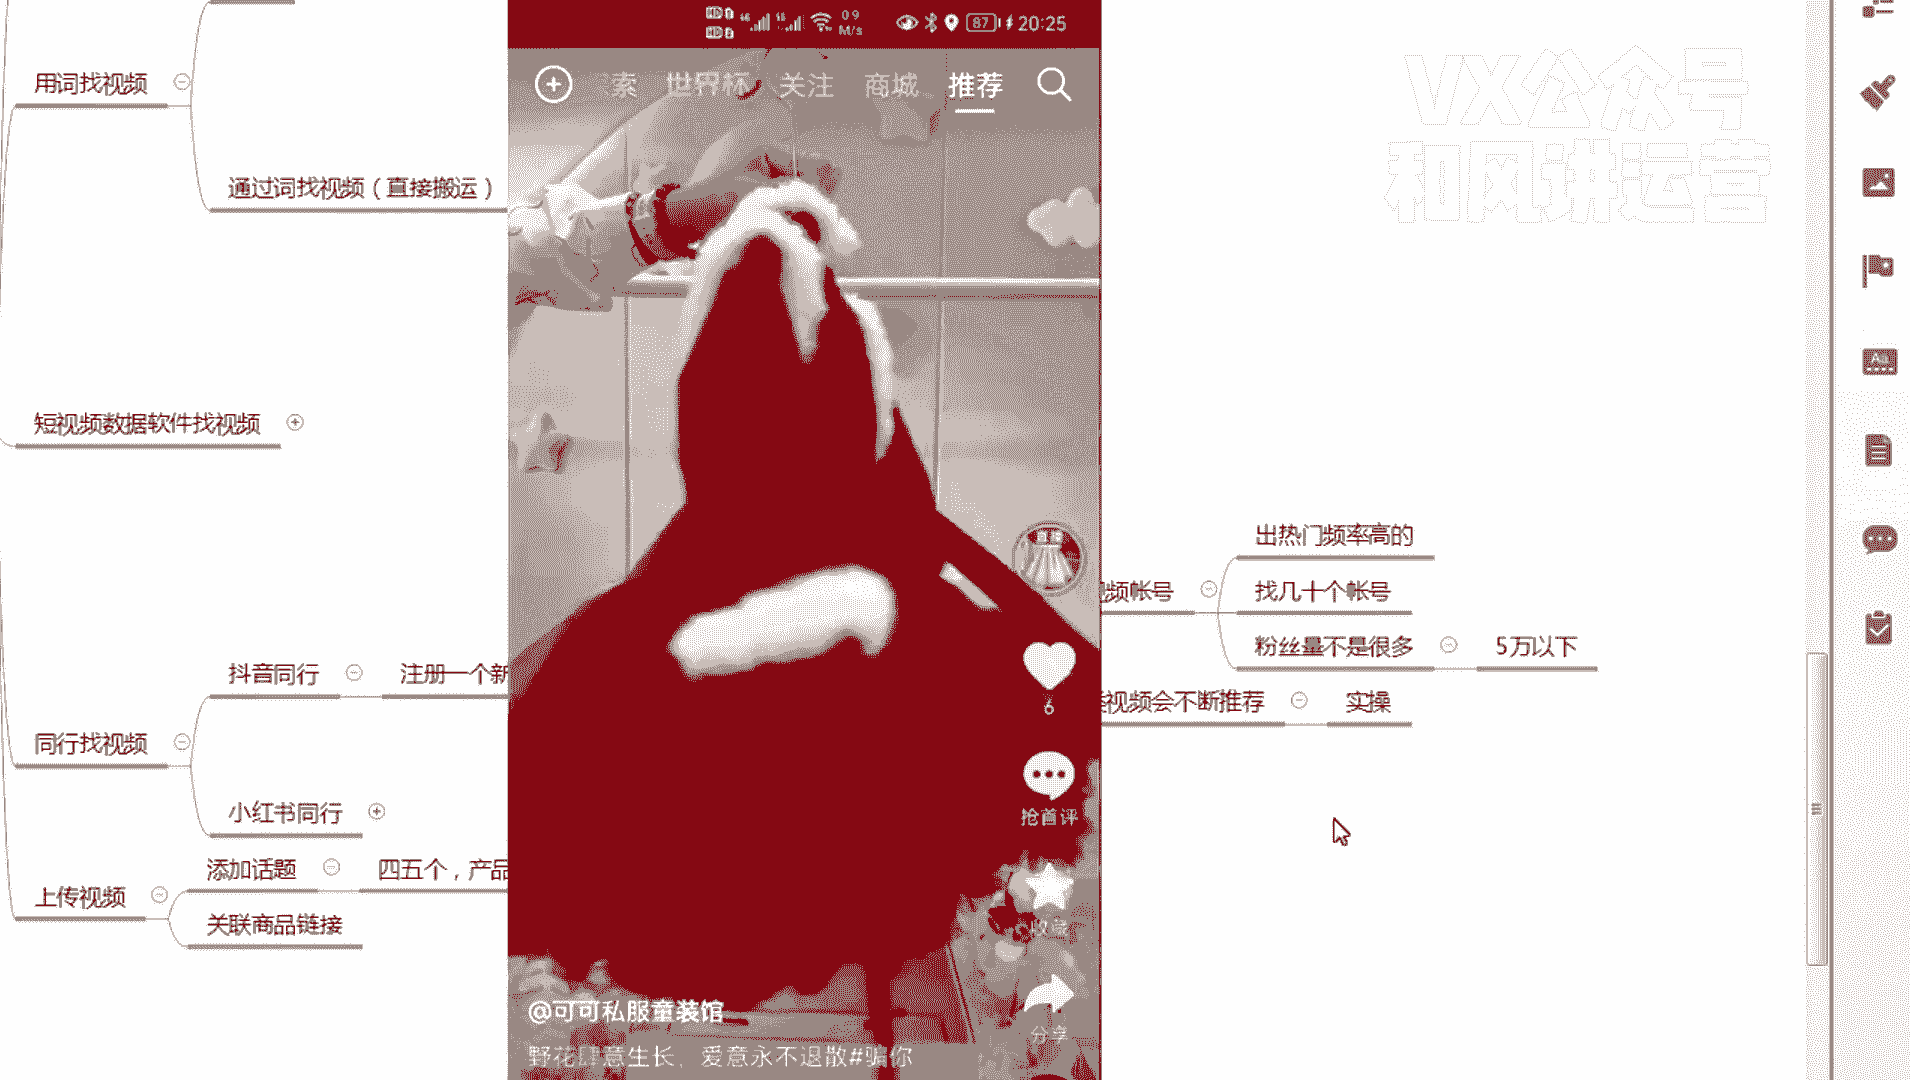 用词找视频
通过词找视频（直接搬运）
短视频数据软件找视频
同行找视频
抖音同行
注册一个新
小红书同行
上传视频
添加话题
四五个，产品
关联商品链接
09
M/s
87
20:25
索 世界杯 关注 商城 推荐
6
抢首评
收藏
分享
@可可私服童装馆
野花肆意生长、爱意永不退散#骗你
VX公众号
和风讲运营
视频帐号
出热门频率高的
找几十个帐号
粉丝量不是很多
5万以下
视频会不断推荐
实操
Aa